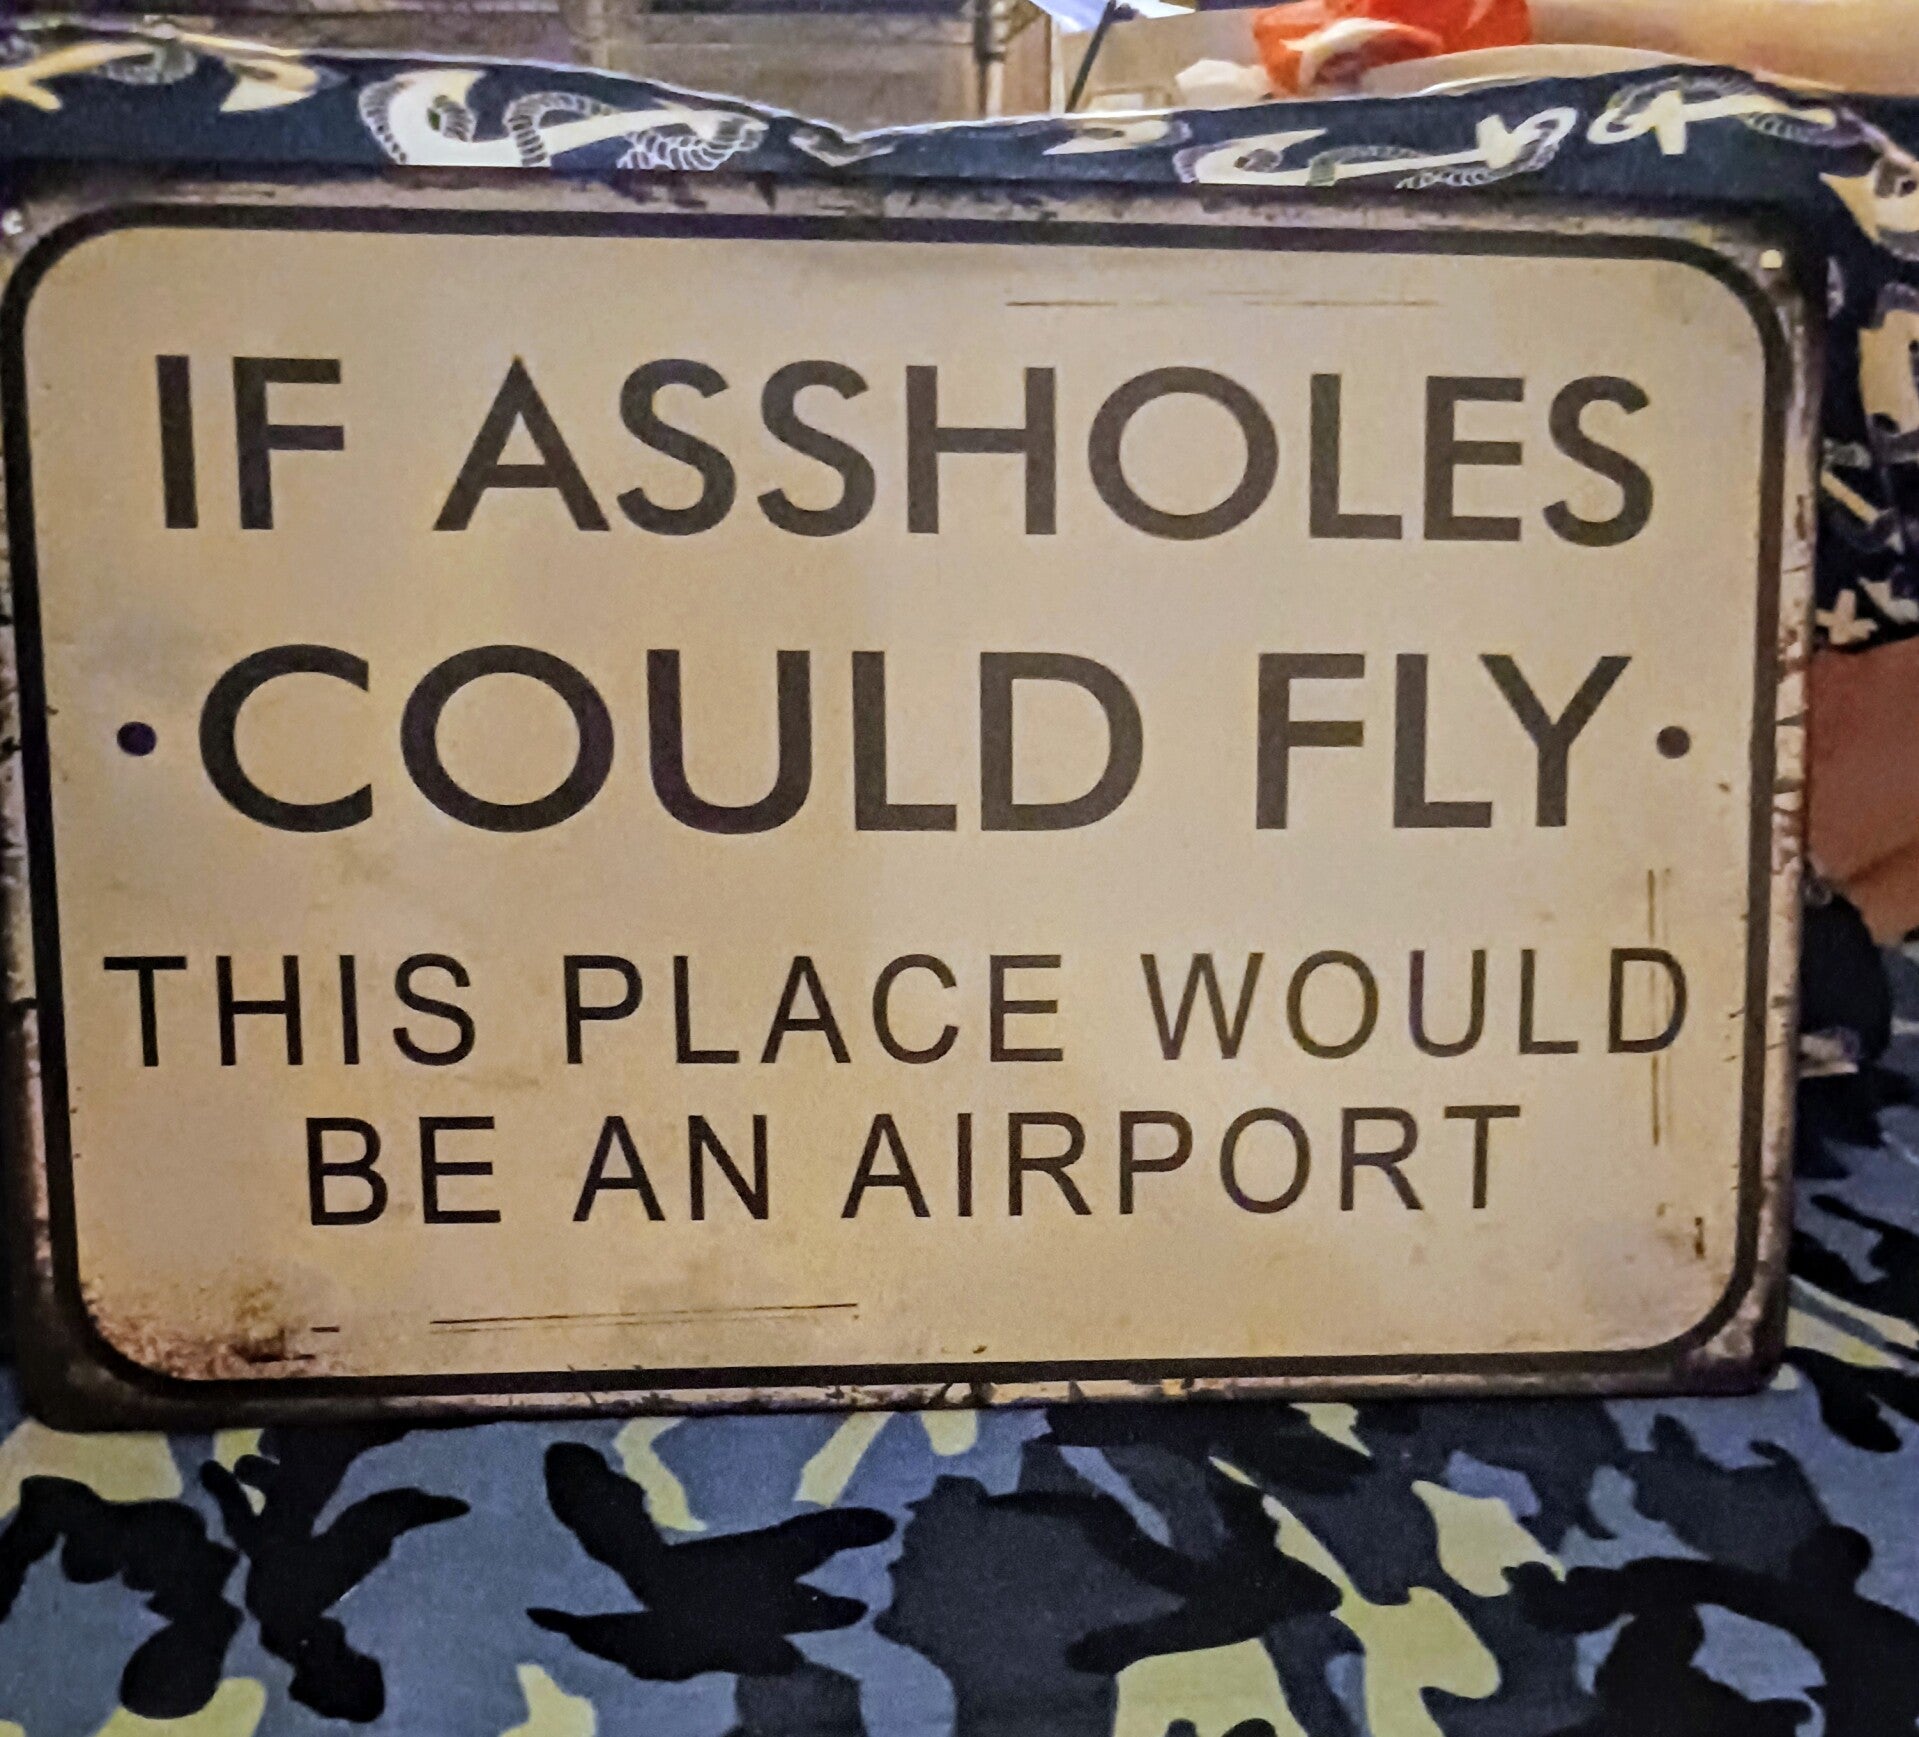 IF ASSHOLES
• COULD FLY •
THIS PLACE WOULD
BE AN AIRPORT